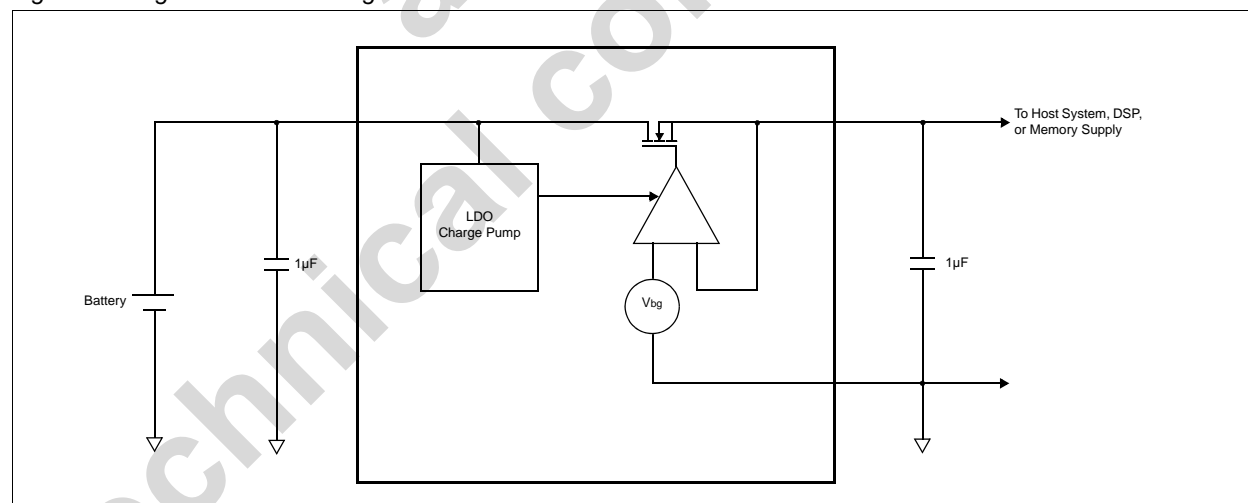 To Host System, DSP,
or Memory Supply
LDO
Charge Pump
1µF
1µF
Battery
Vbg